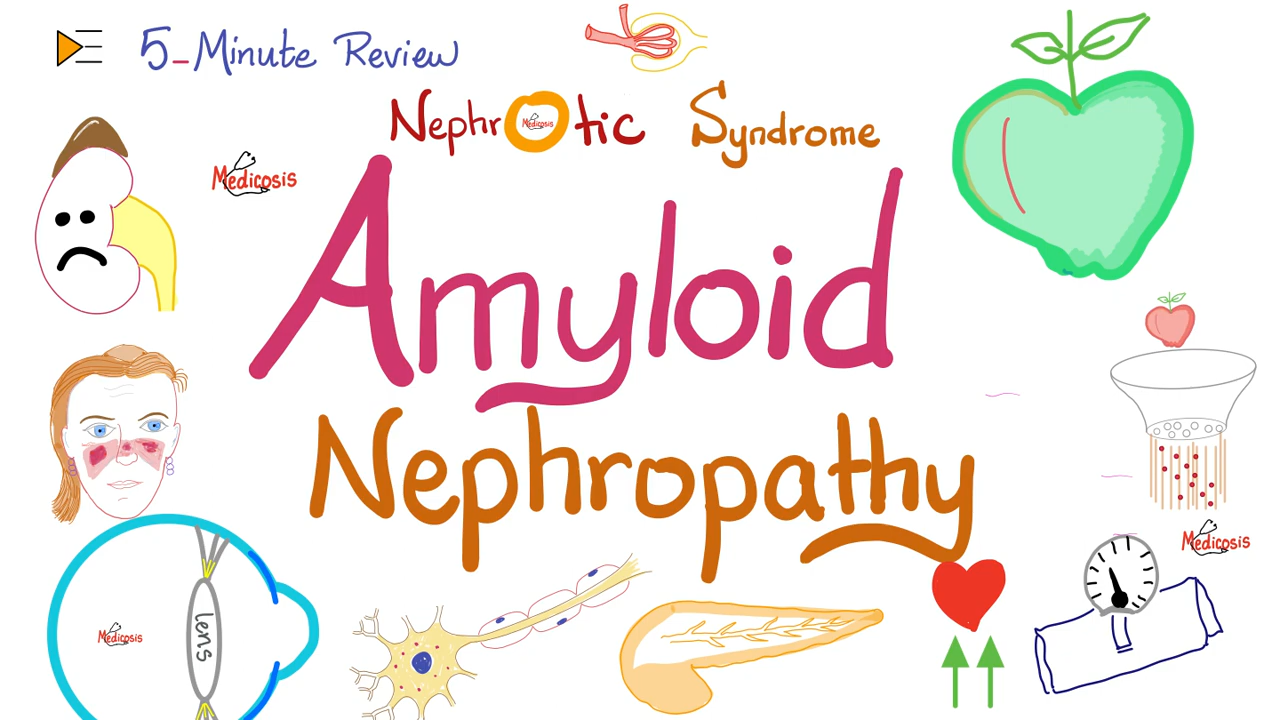 5-Minute Review
NephrOtic Syndrome
Medicosis
Medicosis
Amyloid
Nephropathy
Medicosis
Medicosis
Lens